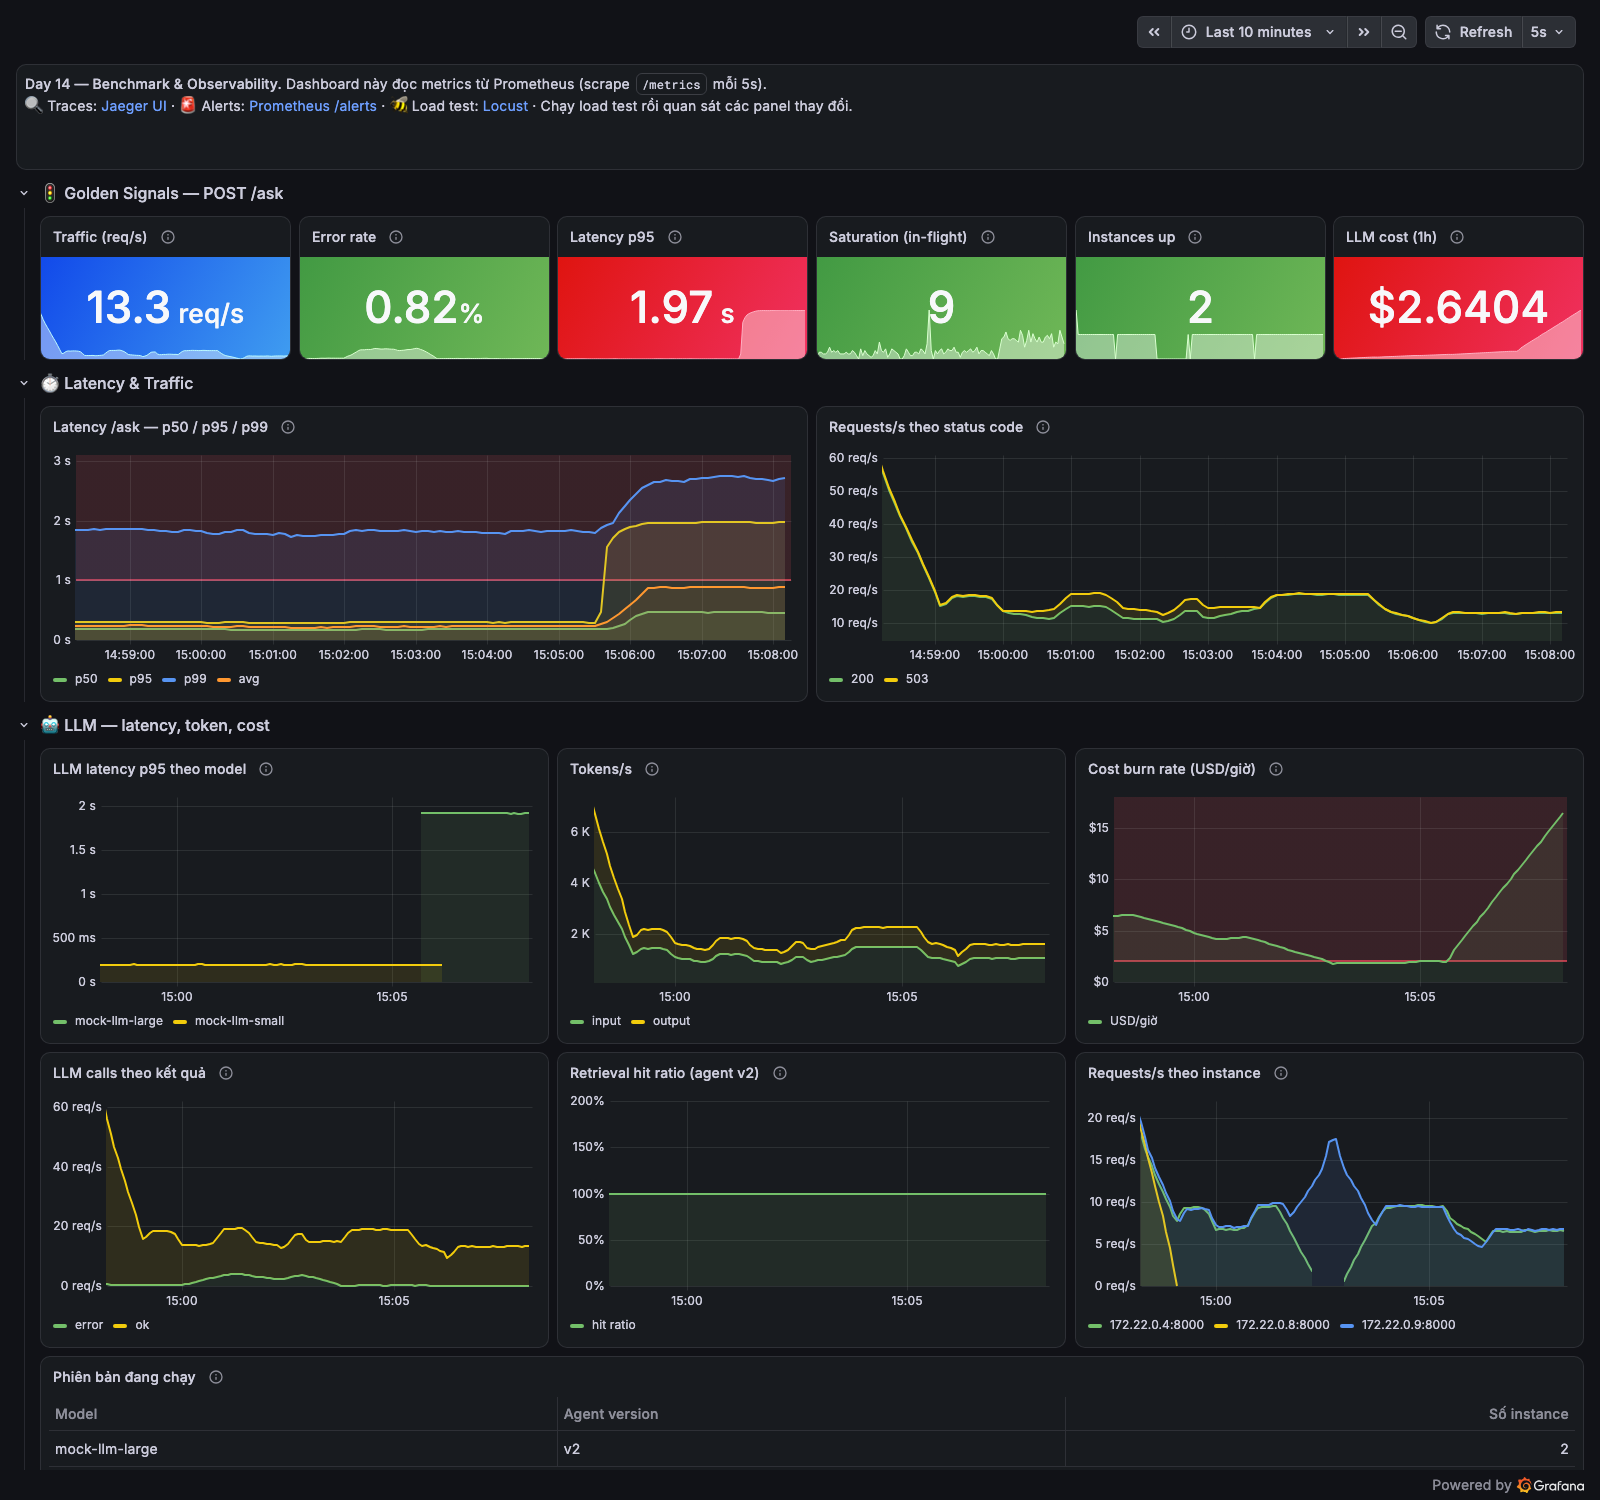 Last 10 minutes
Refresh
5s
Day 14 — Benchmark & Observability. Dashboard này đọc metrics từ Prometheus (scrape /metrics mỗi 5s).
Traces: Jaeger UI · Alerts: Prometheus /alerts · Load test: Locust · Chạy load test rồi quan sát các panel thay đổi.
Golden Signals — POST /ask
Traffic (req/s)
13.3 req/s
Error rate
0.82%
Latency p95
1.97 s
Saturation (in-flight)
9
Instances up
2
LLM cost (1h)
$2.6404
Latency & Traffic
Latency /ask — p50 / p95 / p99
3 s
2 s
1 s
0 s
14:59:00 15:00:00 15:01:00 15:02:00 15:03:00 15:04:00 15:05:00 15:06:00 15:07:00 15:08:00
p50 p95 p99 avg
Requests/s theo status code
60 req/s
50 req/s
40 req/s
30 req/s
20 req/s
10 req/s
14:59:00 15:00:00 15:01:00 15:02:00 15:03:00 15:04:00 15:05:00 15:06:00 15:07:00 15:08:00
200 503
LLM — latency, token, cost
LLM latency p95 theo model
2 s
1.5 s
1 s
500 ms
0 s
15:00 15:05
mock-llm-large mock-llm-small
Tokens/s
6 K
4 K
2 K
15:00 15:05
input output
Cost burn rate (USD/giờ)
$15
$10
$5
$0
15:00 15:05
USD/giờ
LLM calls theo kết quả
60 req/s
40 req/s
20 req/s
0 req/s
15:00 15:05
error ok
Retrieval hit ratio (agent v2)
200%
150%
100%
50%
0%
15:00 15:05
hit ratio
Requests/s theo instance
20 req/s
15 req/s
10 req/s
5 req/s
0 req/s
15:00 15:05
172.22.0.4:8000 172.22.0.8:8000 172.22.0.9:8000
Phiên bản đang chạy
Model Agent version Số instance
mock-llm-large v2 2
Powered by Grafana